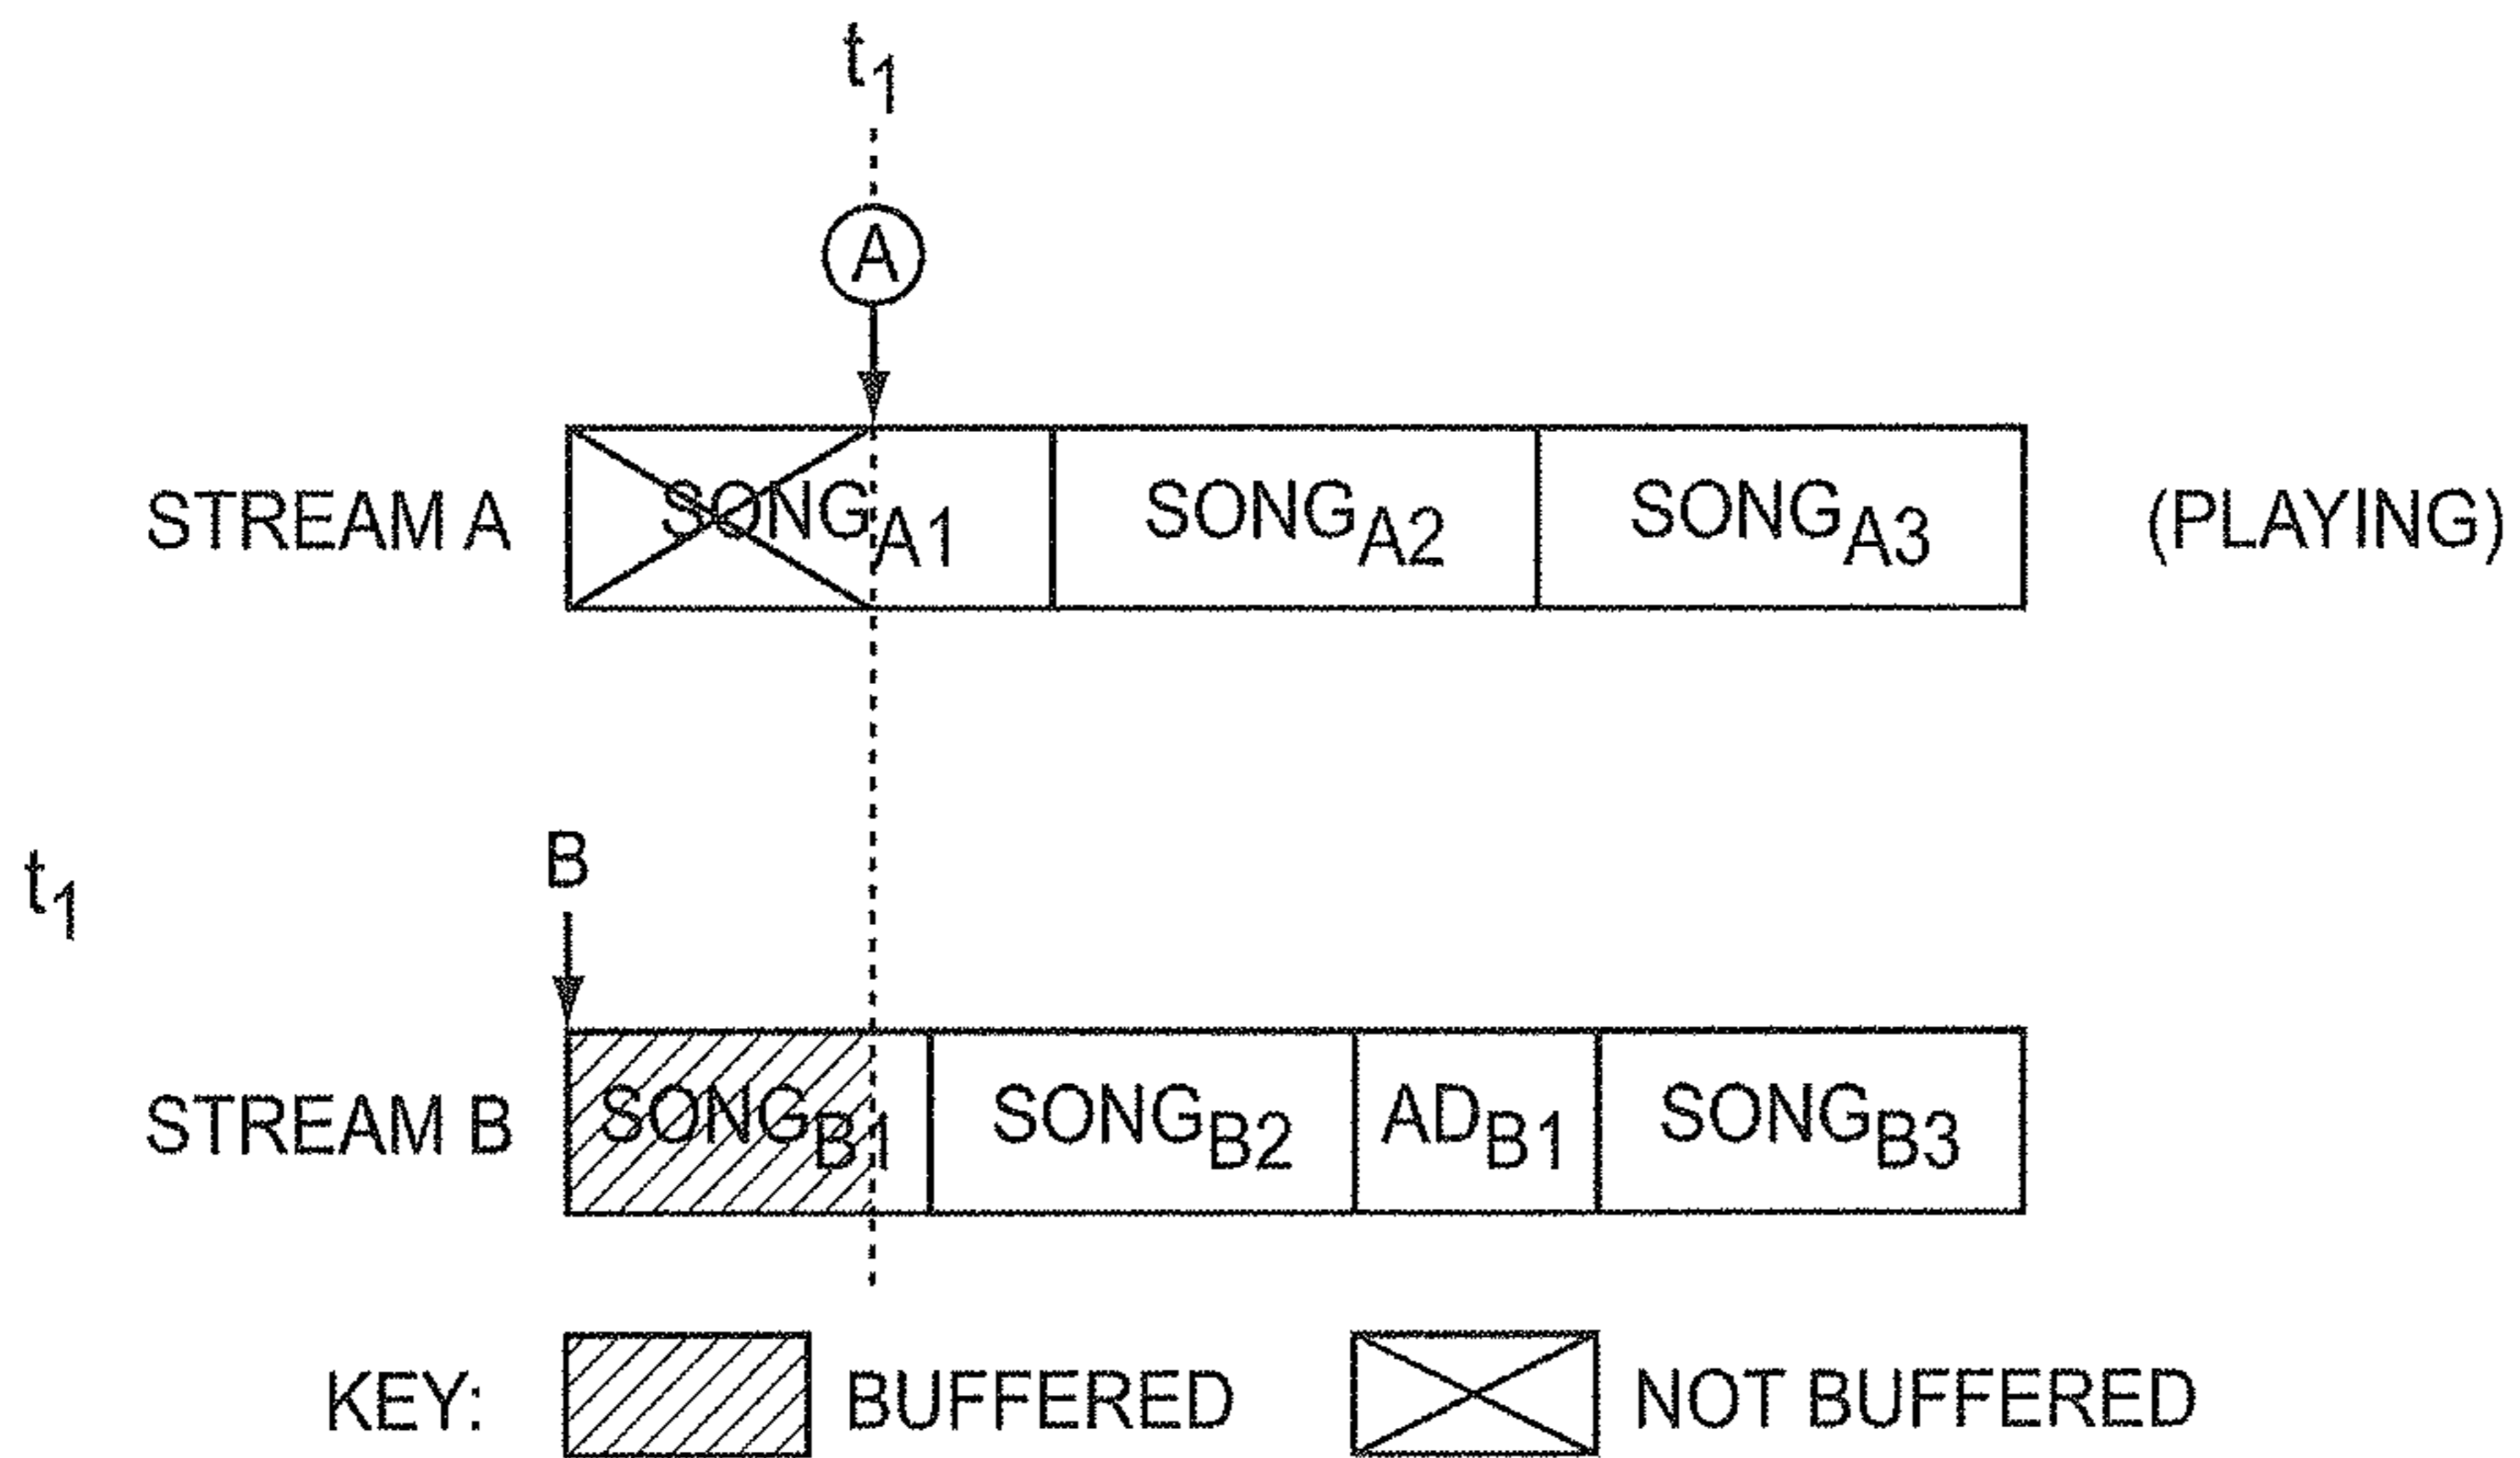 t1
A
STREAM A SONGA1 SONGA2 SONGA3 (PLAYING)
B
t1
STREAM B SONGB1 SONGB2 ADB1 SONGB3
KEY: BUFFERED NOT BUFFERED